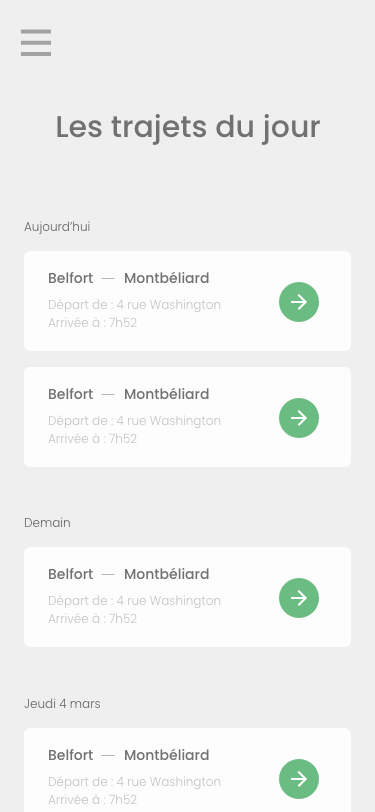 Les trajets du jour
Aujourd'hui
Belfort — Montbéliard
Départ de : 4 rue Washington
Arrivée à : 7h52
Belfort — Montbéliard
Départ de : 4 rue Washington
Arrivée à : 7h52
Demain
Belfort — Montbéliard
Départ de : 4 rue Washington
Arrivée à : 7h52
Jeudi 4 mars
Belfort — Montbéliard
Départ de : 4 rue Washington
Arrivée à : 7h52